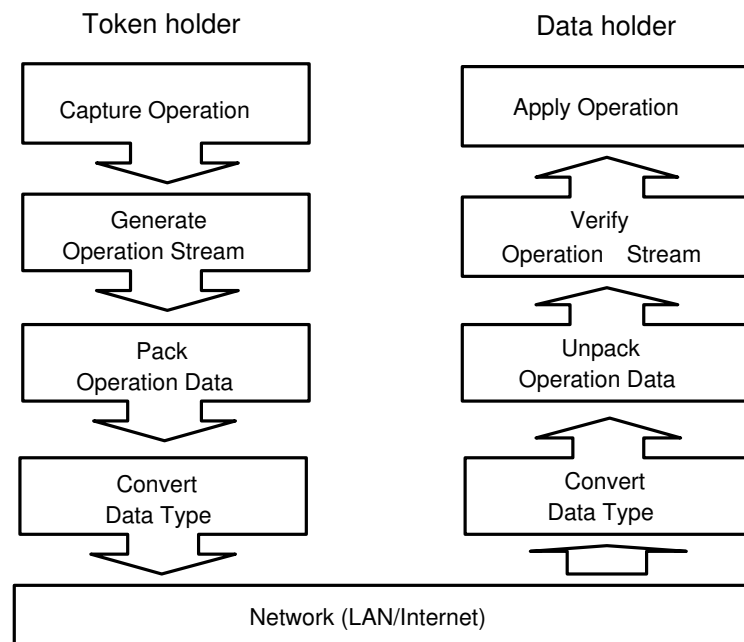 Token holder
Capture Operation
Generate
Operation Stream
Pack
Operation Data
Convert
Data Type
Data holder
Apply Operation
Verify
Operation Stream
Unpack
Operation Data
Convert
Data Type
Network (LAN/Internet)